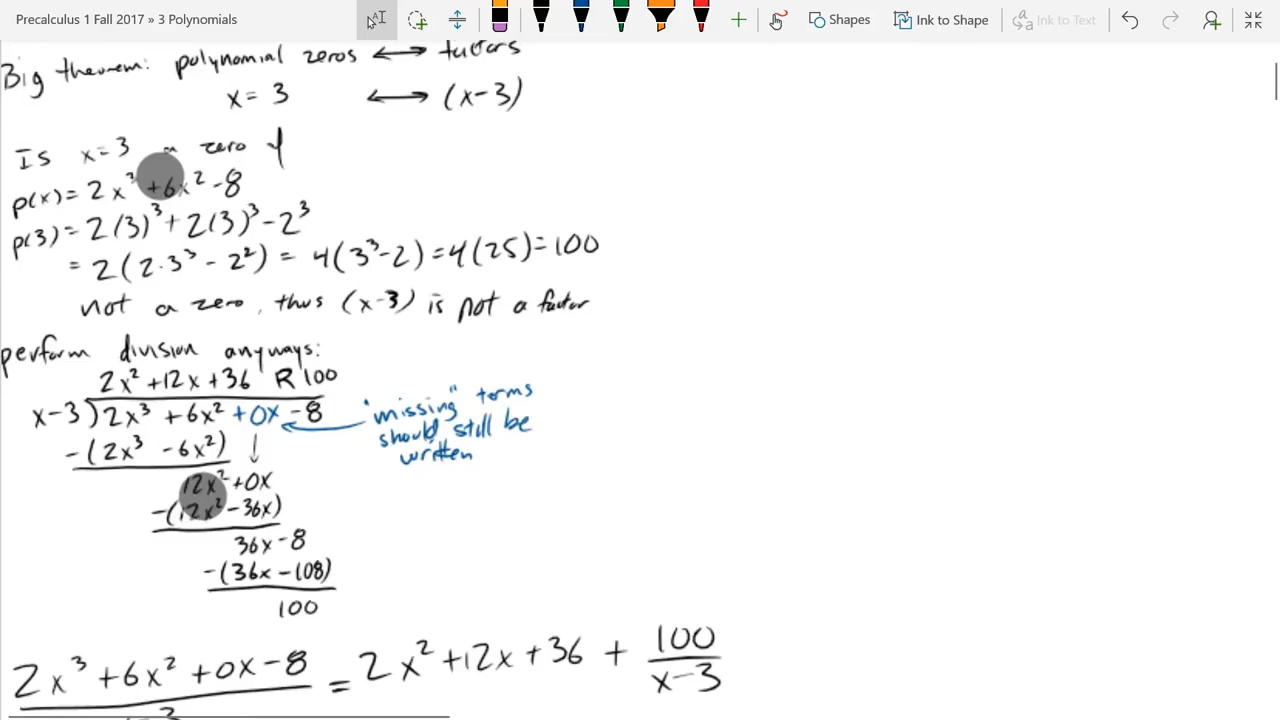 Precalculus 1 Fall 2017 » 3 Polynomials
Shapes
Ink to Shape
Ink to Text
Big theorem: polynomial zeros ⟷ factors
x = 3 ⟷ (x-3)
Is x=3 a zero of
p(x) = 2x³ +6x² -8
p(3) = 2(3)³ + 2(3)³ - 2³
= 2(2·3³ - 2²) = 4(3³-2) = 4(25) = 100
not a zero, thus (x-3) is not a factor
perform division anyways:
2x² +12x +36 R 100
x-3)2x³ + 6x² +0x -8
"missing" terms
should still be
written
-(2x³ -6x²) ↓
12x² +0x
-(12x² -36x)
36x -8
-(36x -108)
100
2x³ +6x² +0x -8 = 2x² +12x +36 + 100
x-3